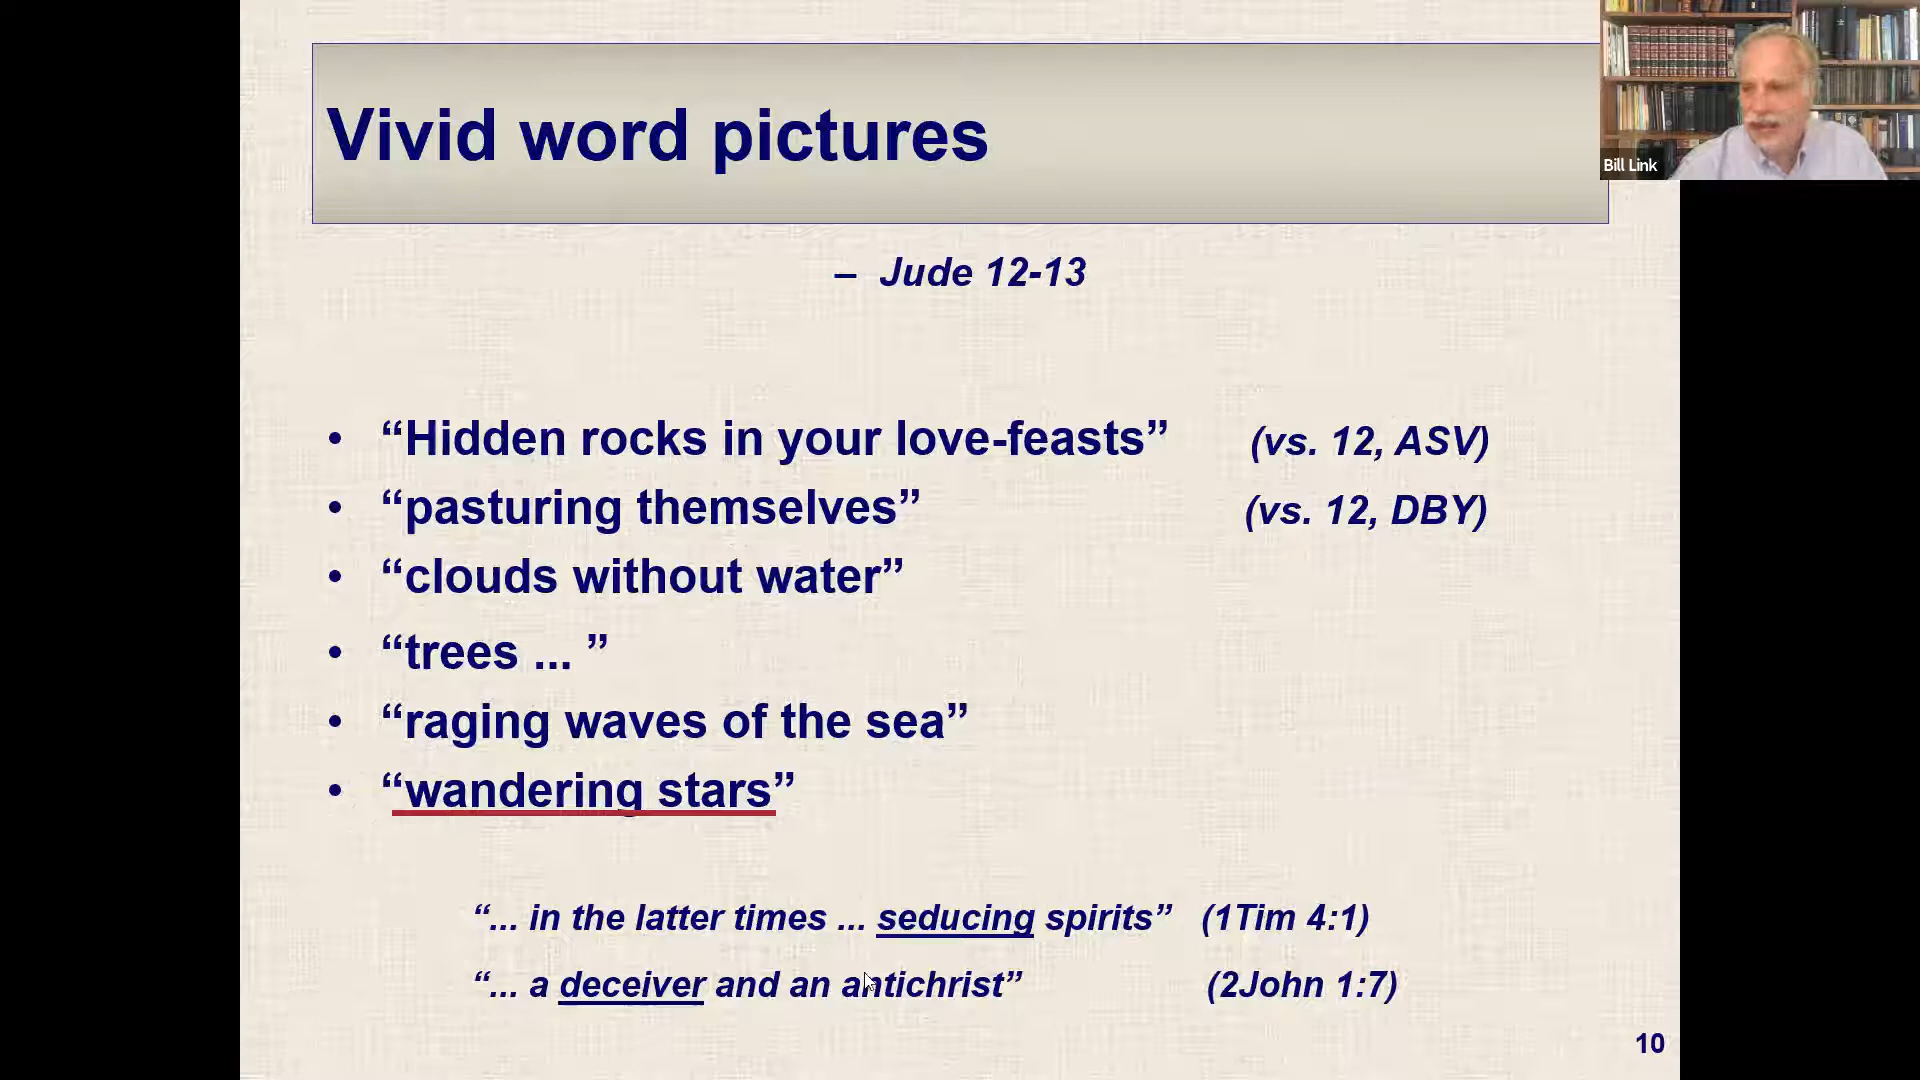 Vivid word pictures
Bill Link
– Jude 12-13
• “Hidden rocks in your love-feasts” (vs. 12, ASV)
• “pasturing themselves” (vs. 12, DBY)
• “clouds without water”
• “trees ... ”
• “raging waves of the sea”
• “wandering stars”
“... in the latter times ... seducing spirits” (1Tim 4:1)
“... a deceiver and an antichrist” (2John 1:7)
10